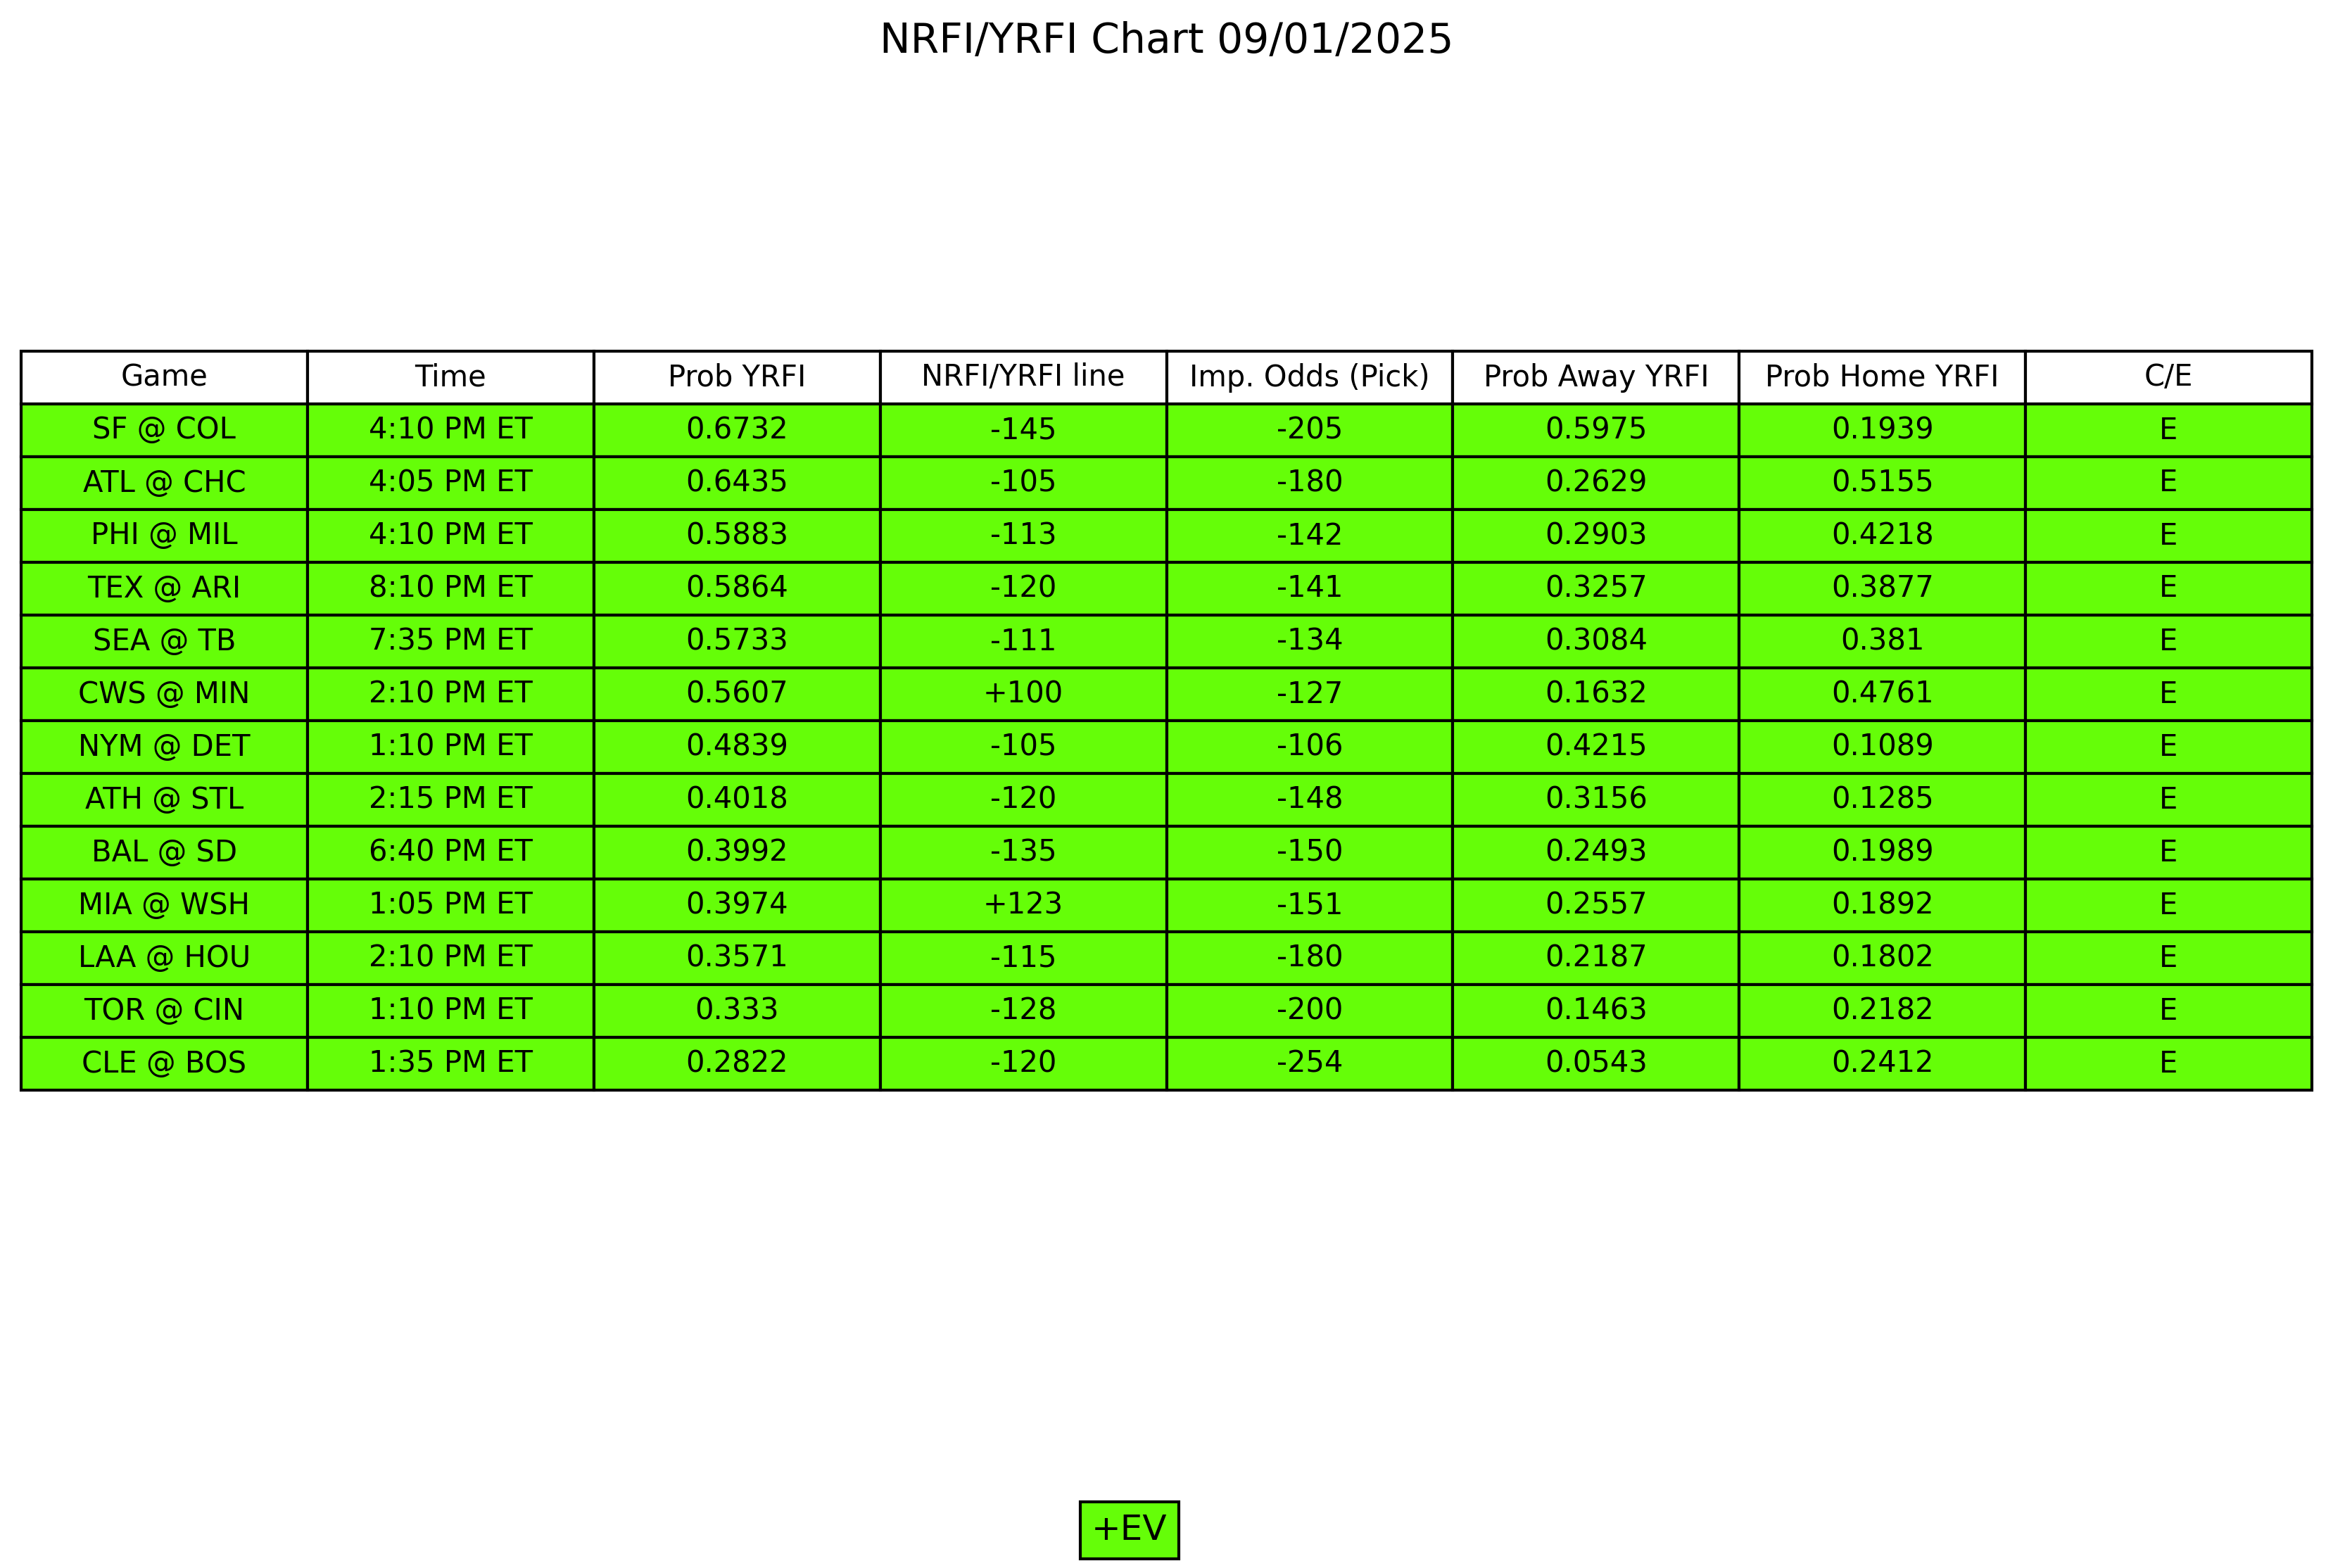 NRFI/YRFI Chart 09/01/2025
Game Time Prob YRFI NRFI/YRFI line Imp. Odds (Pick) Prob Away YRFI Prob Home YRFI C/E
SF @ COL 4:10 PM ET 0.6732 -145 -205 0.5975 0.1939 E
ATL @ CHC 4:05 PM ET 0.6435 -105 -180 0.2629 0.5155 E
PHI @ MIL 4:10 PM ET 0.5883 -113 -142 0.2903 0.4218 E
TEX @ ARI 8:10 PM ET 0.5864 -120 -141 0.3257 0.3877 E
SEA @ TB 7:35 PM ET 0.5733 -111 -134 0.3084 0.381 E
CWS @ MIN 2:10 PM ET 0.5607 +100 -127 0.1632 0.4761 E
NYM @ DET 1:10 PM ET 0.4839 -105 -106 0.4215 0.1089 E
ATH @ STL 2:15 PM ET 0.4018 -120 -148 0.3156 0.1285 E
BAL @ SD 6:40 PM ET 0.3992 -135 -150 0.2493 0.1989 E
MIA @ WSH 1:05 PM ET 0.3974 +123 -151 0.2557 0.1892 E
LAA @ HOU 2:10 PM ET 0.3571 -115 -180 0.2187 0.1802 E
TOR @ CIN 1:10 PM ET 0.333 -128 -200 0.1463 0.2182 E
CLE @ BOS 1:35 PM ET 0.2822 -120 -254 0.0543 0.2412 E
+EV